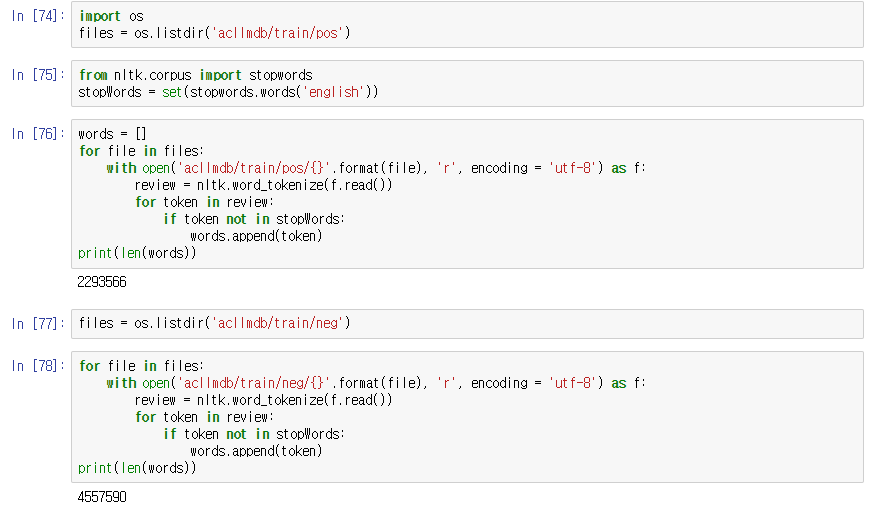 In [74]: import os
files = os.listdir('aclImdb/train/pos')
In [75]: from nltk.corpus import stopwords
stopWords = set(stopwords.words('english'))
In [76]: words = []
for file in files:
    with open('aclImdb/train/pos/{}'.format(file), 'r', encoding = 'utf-8') as f:
        review = nltk.word_tokenize(f.read())
        for token in review:
            if token not in stopWords:
                words.append(token)
print(len(words))
2293566
In [77]: files = os.listdir('aclImdb/train/neg')
In [78]: for file in files:
    with open('aclImdb/train/neg/{}'.format(file), 'r', encoding = 'utf-8') as f:
        review = nltk.word_tokenize(f.read())
        for token in review:
            if token not in stopWords:
                words.append(token)
print(len(words))
4557590